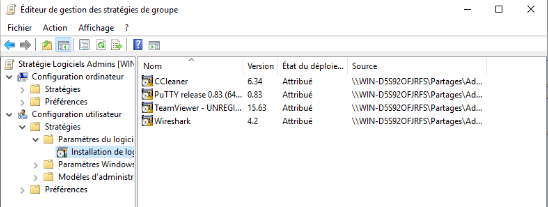 Éditeur de gestion des stratégies de groupe
Fichier Action Affichage ?
Stratégie Logiciels Admins [WIN
Configuration ordinateur
Stratégies
Préférences
Configuration utilisateur
Stratégies
Paramètres du logicie
Installation de log
Paramètres Windows
Modèles d'administr
Préférences
Nom Version État du déploie... Source
CCleaner 6.34 Attribué \\WIN-D5S92OFJRFS\Partages\Ad...
PuTTY release 0.83 (64... 0.83 Attribué \\WIN-D5S92OFJRFS\Partages\Ad...
TeamViewer - UNREGI... 15.63 Attribué \\WIN-D5S92OFJRFS\Partages\Ad...
Wireshark 4.2 Attribué \\WIN-D5S92OFJRFS\Partages\Ad...